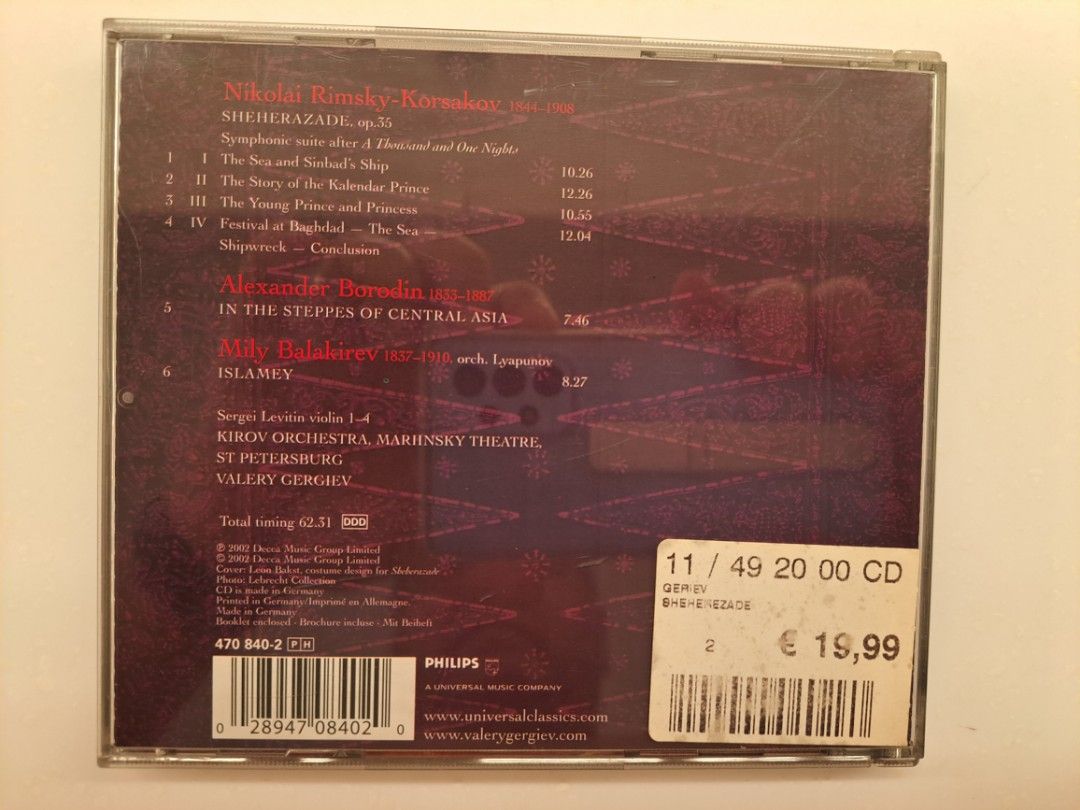 Nikolai Rimsky-Korsakov 1844–1908
SHEHERAZADE, op.35
Symphonic suite after A Thousand and One Nights
1 I The Sea and Sinbad's Ship 10.26
2 II The Story of the Kalendar Prince 12.26
3 III The Young Prince and Princess 10.55
4 IV Festival at Baghdad – The Sea – 12.04
Shipwreck – Conclusion
Alexander Borodin 1833–1887
5 IN THE STEPPES OF CENTRAL ASIA 7.46
Mily Balakirev 1837–1910, orch. Lyapunov
6 ISLAMEY 8.27
Sergei Levitin violin 1–4
KIROV ORCHESTRA, MARIINSKY THEATRE,
ST PETERSBURG
VALERY GERGIEV
Total timing 62.31 DDD
℗ 2002 Decca Music Group Limited
© 2002 Decca Music Group Limited
Cover: Léon Bakst, costume design for Sheherazade
Photo: Lebrecht Collection
CD is made in Germany
Printed in Germany/Imprimé en Allemagne.
Made in Germany
Booklet enclosed · Brochure incluse · Mit Beiheft
470 840-2 PH
0 28947 08402 0
PHILIPS
A UNIVERSAL MUSIC COMPANY
www.universalclassics.com
www.valerygergiev.com
11 / 49 20 00 CD
GERIEV
SHEHEREZADE
2 € 19,99